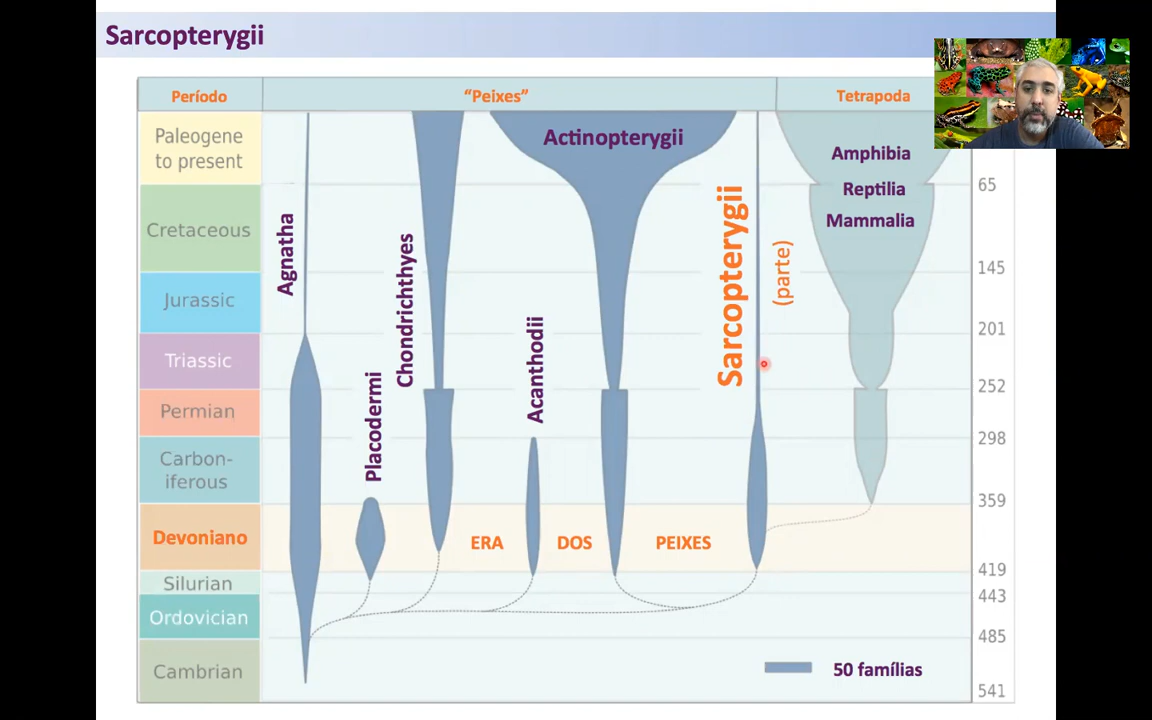 Sarcopterygii
Período
“Peixes”
Tetrapoda
Paleogene
to present
Cretaceous
Jurassic
Triassic
Permian
Carbon-
iferous
Devoniano
Silurian
Ordovician
Cambrian
Agnatha
Placodermi
Chondrichthyes
Acanthodii
Actinopterygii
Sarcopterygii
(parte)
Amphibia
Reptilia
Mammalia
ERA DOS PEIXES
65
145
201
252
298
359
419
443
485
541
50 famílias